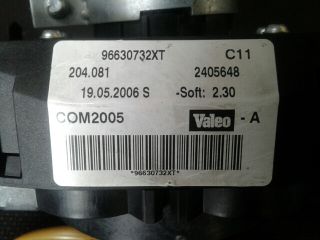 96630732XT C11
204.081 2405648
19.05.2006 S -Soft: 2.30
COM2005 Valeo - A
*96630732XT*